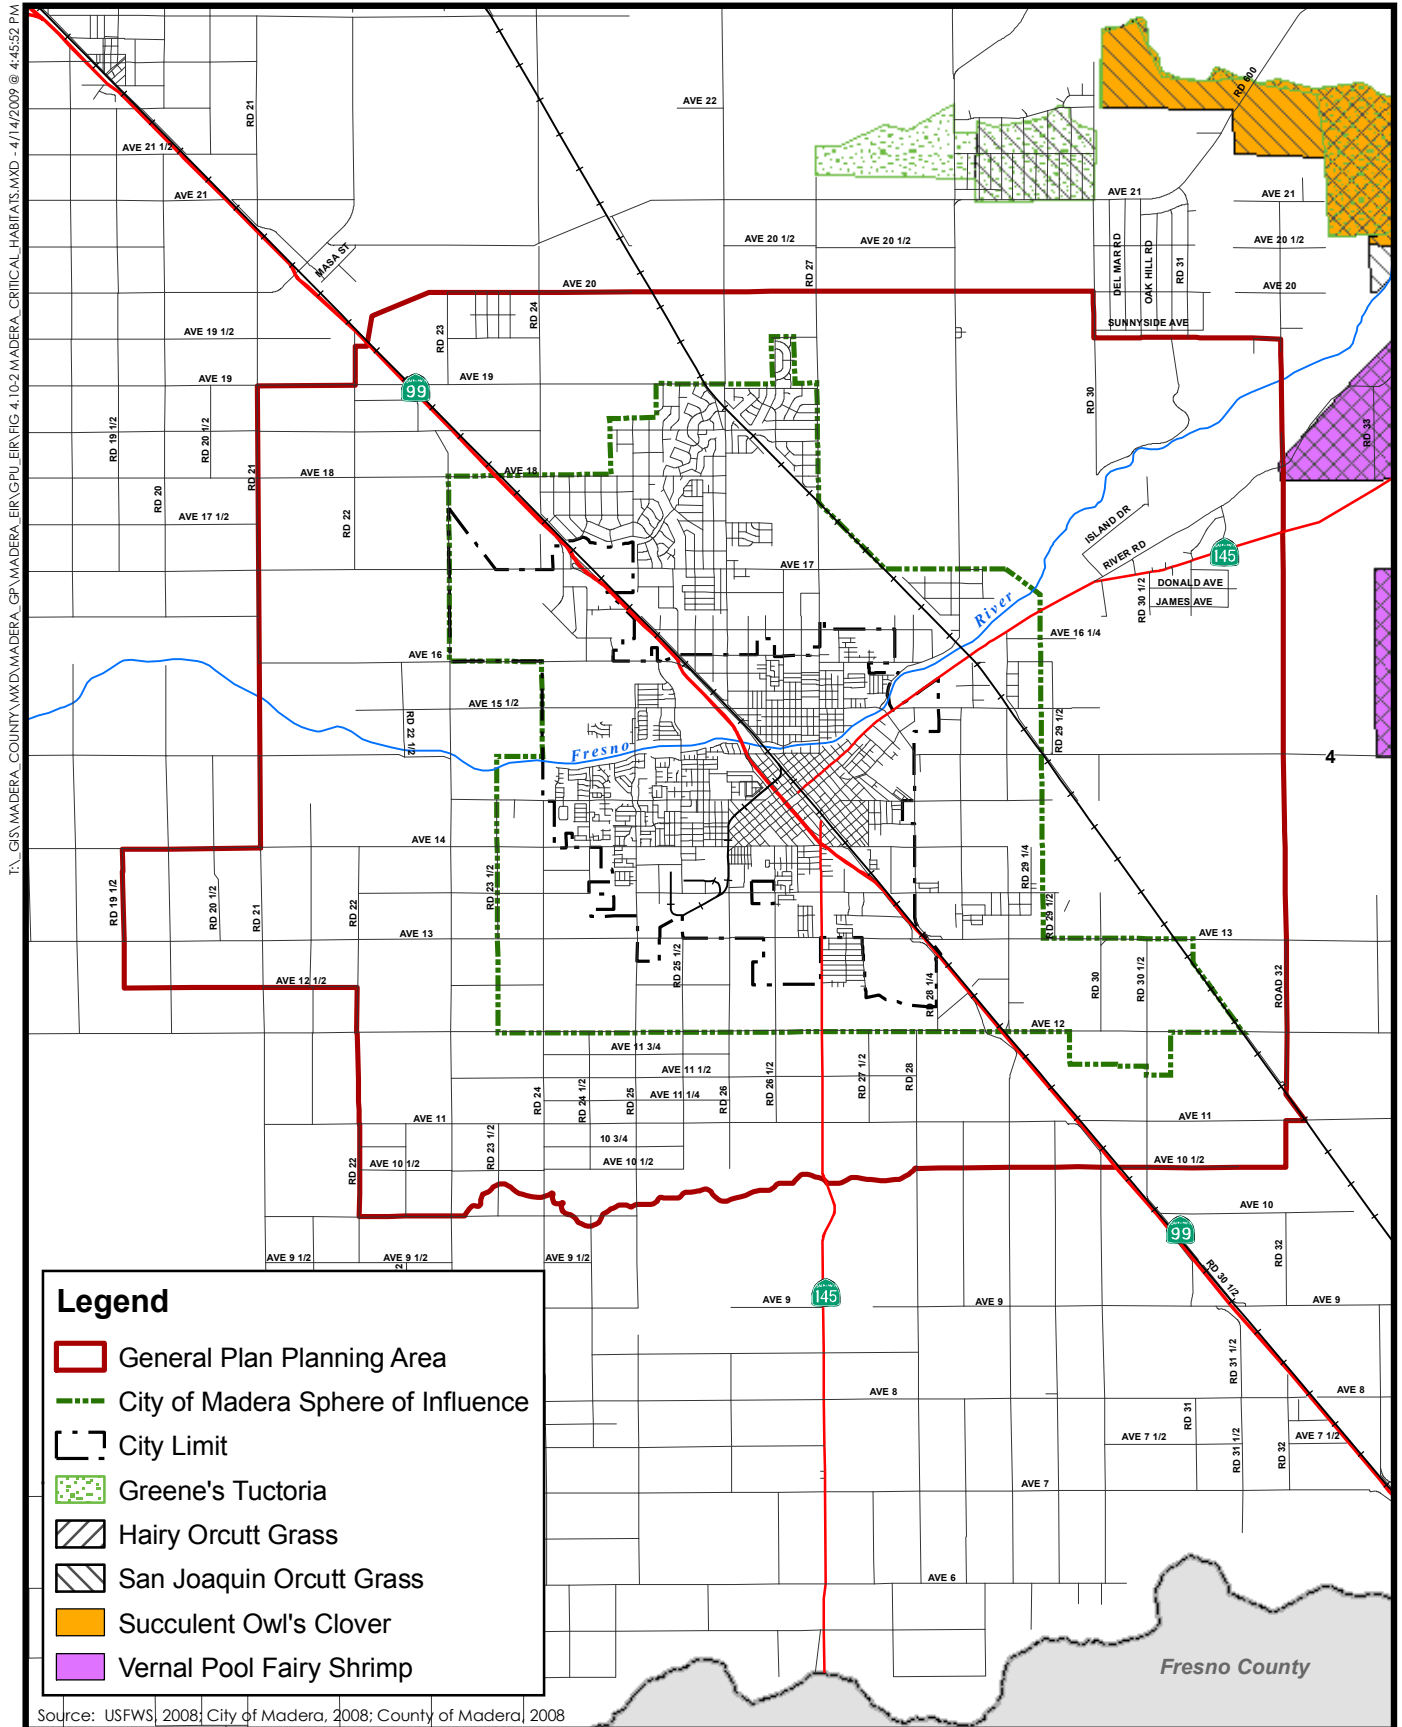 T:\_GIS\MADERA_COUNTY\MXD\MADERA_GP\MADERA_EIR\GPU_EIR\FIG 4.10-2 MADERA_CRITICAL_HABITATS.MXD - 4/14/2009 @ 4:45:52 PM
RD 600
AVE 22
RD 21
AVE 21 1/2
AVE 21
AVE 21
AVE 21
MASA ST
AVE 20 1/2
AVE 20 1/2
AVE 20 1/2
RD 27
DEL MAR RD
OAK HILL RD
RD 31
AVE 20
AVE 20
RD 24
RD 23
SUNNYSIDE AVE
AVE 19 1/2
AVE 19
99
AVE 19
RD 30
RD 19 1/2
RD 20 1/2
RD 33
RD 21
AVE 18
AVE 18
RD 20
RD 22
AVE 17 1/2
ISLAND DR
RIVER RD
145
AVE 17
DONALD AVE
RD 30 1/2
JAMES AVE
River
AVE 16 1/4
AVE 16
AVE 15 1/2
RD 22 1/2
RD 29 1/2
Fresno
4
AVE 14
RD 19 1/2
RD 20 1/2
RD 21
RD 22
RD 23 1/2
RD 29 1/4
RD 29 1/2
AVE 13
AVE 13
RD 25 1/2
RD 28 1/4
RD 30
RD 30 1/2
ROAD 32
AVE 12 1/2
AVE 12
AVE 11 3/4
AVE 11 1/2
AVE 11 1/4
RD 24
RD 24 1/2
RD 25
RD 26
RD 26 1/2
RD 27 1/2
RD 28
AVE 11
AVE 11
RD 23 1/2
10 3/4
RD 22
AVE 10 1/2
AVE 10 1/2
AVE 10 1/2
AVE 10
99
RD 32
AVE 9 1/2
AVE 9 1/2
AVE 9 1/2
2
RD 30 1/2
145
AVE 9
AVE 9
AVE 9
Legend
General Plan Planning Area
City of Madera Sphere of Influence
City Limit
Greene's Tuctoria
Hairy Orcutt Grass
San Joaquin Orcutt Grass
Succulent Owl's Clover
Vernal Pool Fairy Shrimp
RD 31 1/2
AVE 8
AVE 8
RD 31
AVE 7 1/2
RD 31 1/2
RD 32
AVE 7 1/2
AVE 7
AVE 6
Fresno County
Source: USFWS, 2008; City of Madera, 2008; County of Madera, 2008